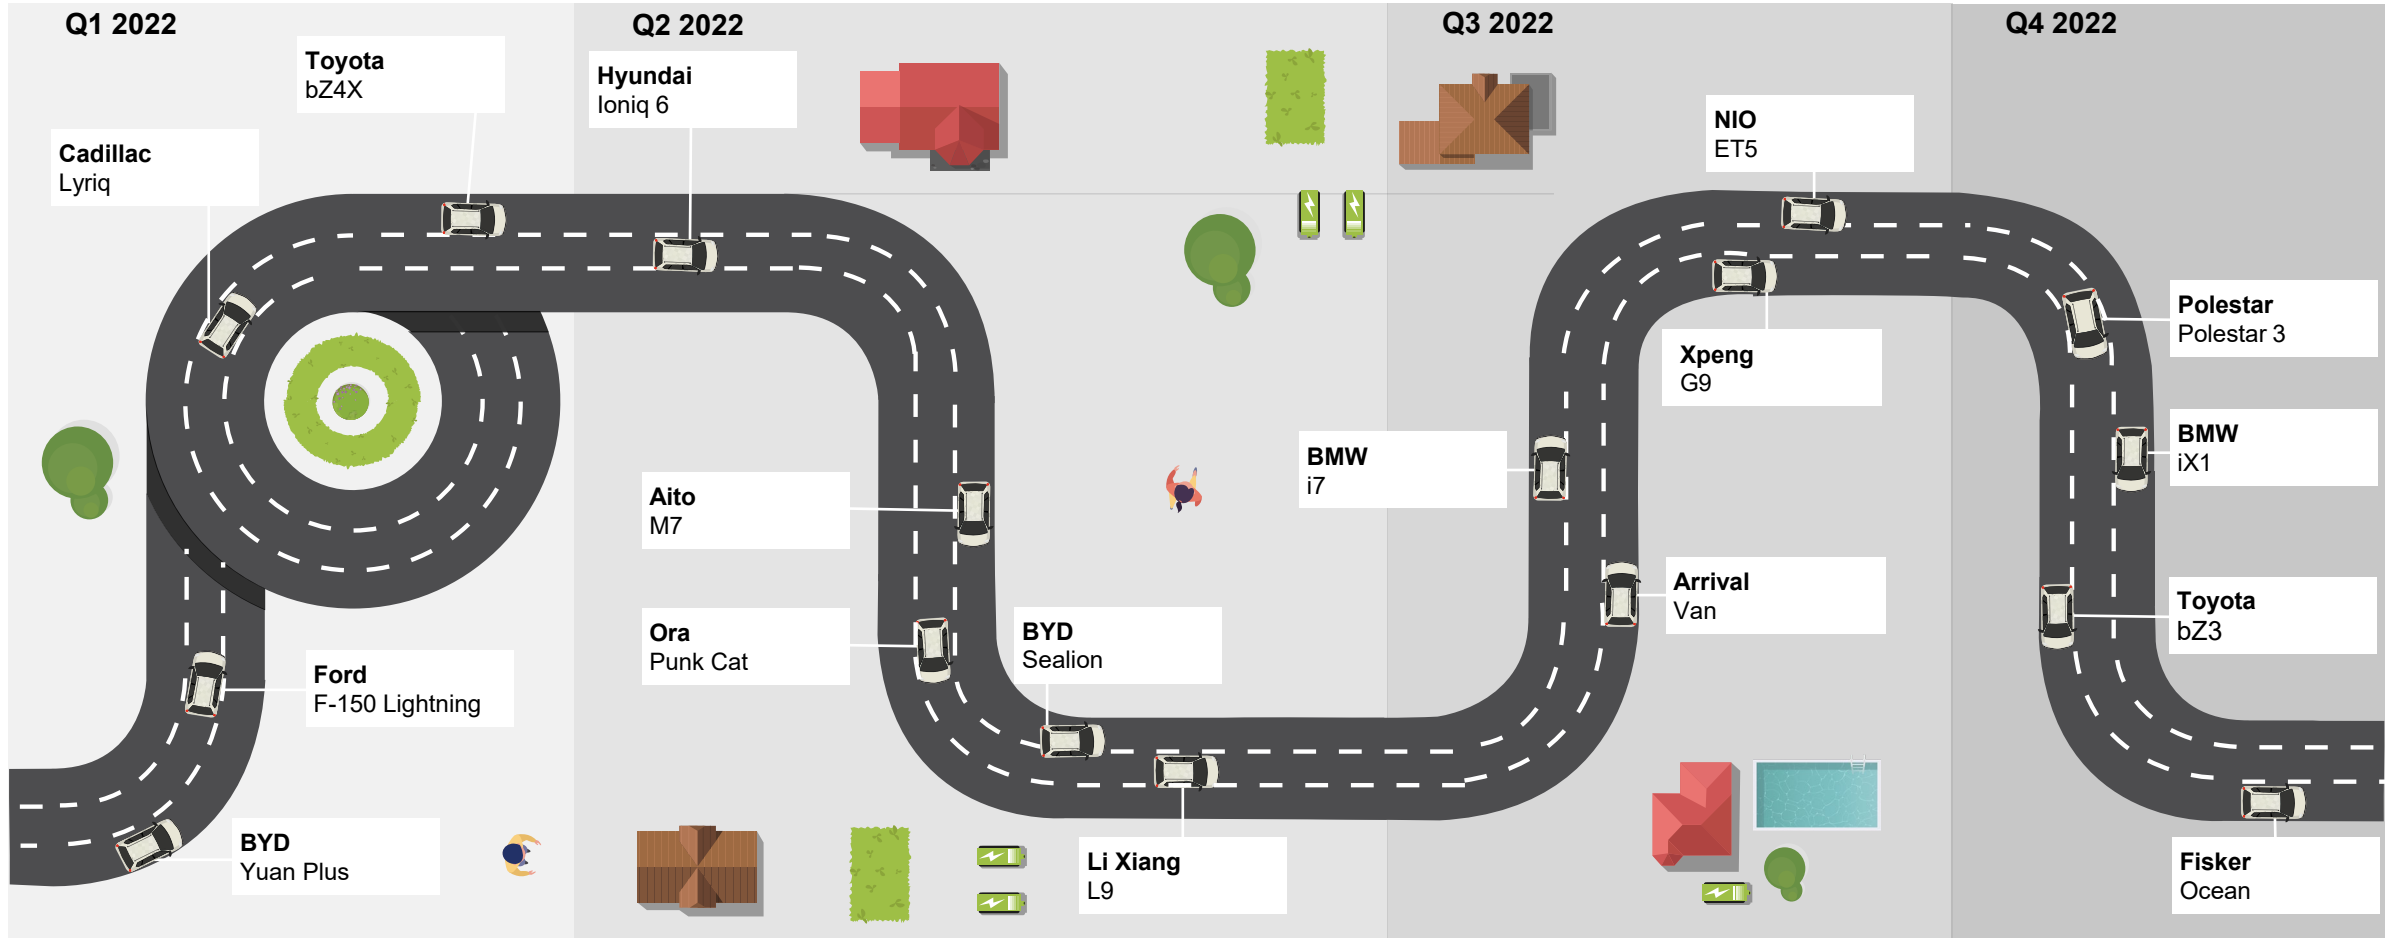 Q1 2022
Q2 2022
Q3 2022
Q4 2022
Toyota
bZ4X
Cadillac
Lyriq
Ford
F-150 Lightning
BYD
Yuan Plus
Hyundai
Ioniq 6
Aito
M7
Ora
Punk Cat
BYD
Sealion
Li Xiang
L9
NIO
ET5
Xpeng
G9
BMW
i7
Arrival
Van
Polestar
Polestar 3
BMW
iX1
Toyota
bZ3
Fisker
Ocean